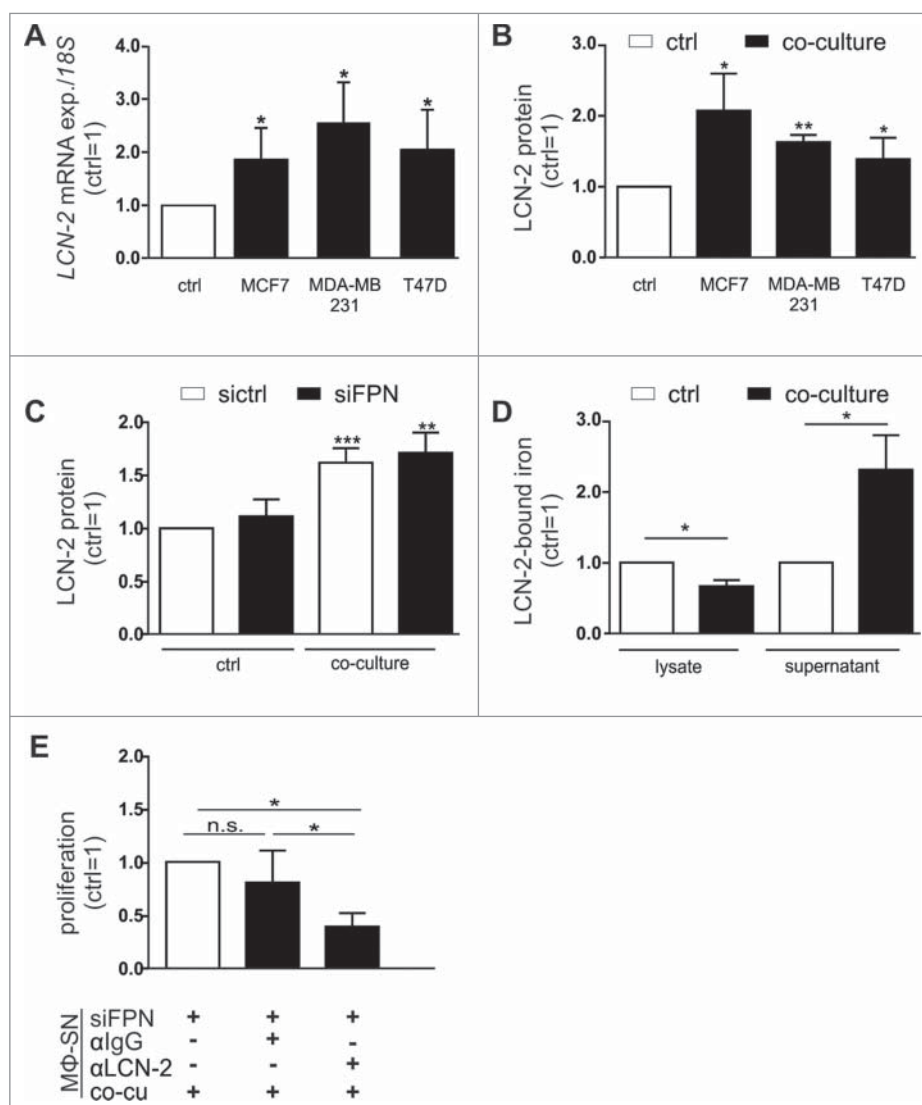 A
LCN-2 mRNA exp./18S
(ctrl=1)
4.0
3.0
2.0
1.0
0.0
*
*
*
ctrl
MCF7
MDA-MB
231
T47D
B
ctrl
co-culture
LCN-2 protein
(ctrl=1)
3.0
2.0
1.0
0.0
*
**
*
ctrl
MCF7
MDA-MB
231
T47D
C
sictrl
siFPN
LCN-2 protein
(ctrl=1)
2.0
1.5
1.0
0.5
0.0
***
**
ctrl
co-culture
D
ctrl
co-culture
LCN-2-bound iron
(ctrl=1)
3.0
2.0
1.0
0.0
*
*
lysate
supernatant
E
proliferation
(ctrl=1)
2.0
1.5
1.0
0.5
0.0
*
n.s.
*
MΦ-SN
siFPN + + +
αIgG - + -
αLCN-2 - - +
co-cu + + +